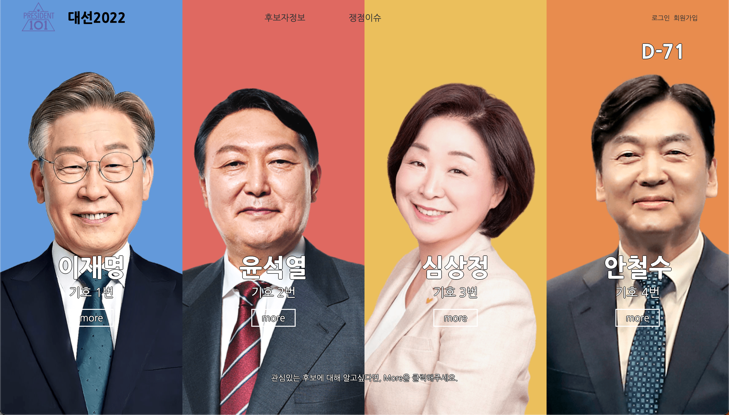 PRESIDENT
101
대선2022
후보자정보
쟁점이슈
로그인 회원가입
D-71
이재명
기호 1번
more
윤석열
기호 2번
more
심상정
기호 3번
more
안철수
기호 4번
more
관심있는 후보에 대해 알고싶다면, More을 클릭해주세요.